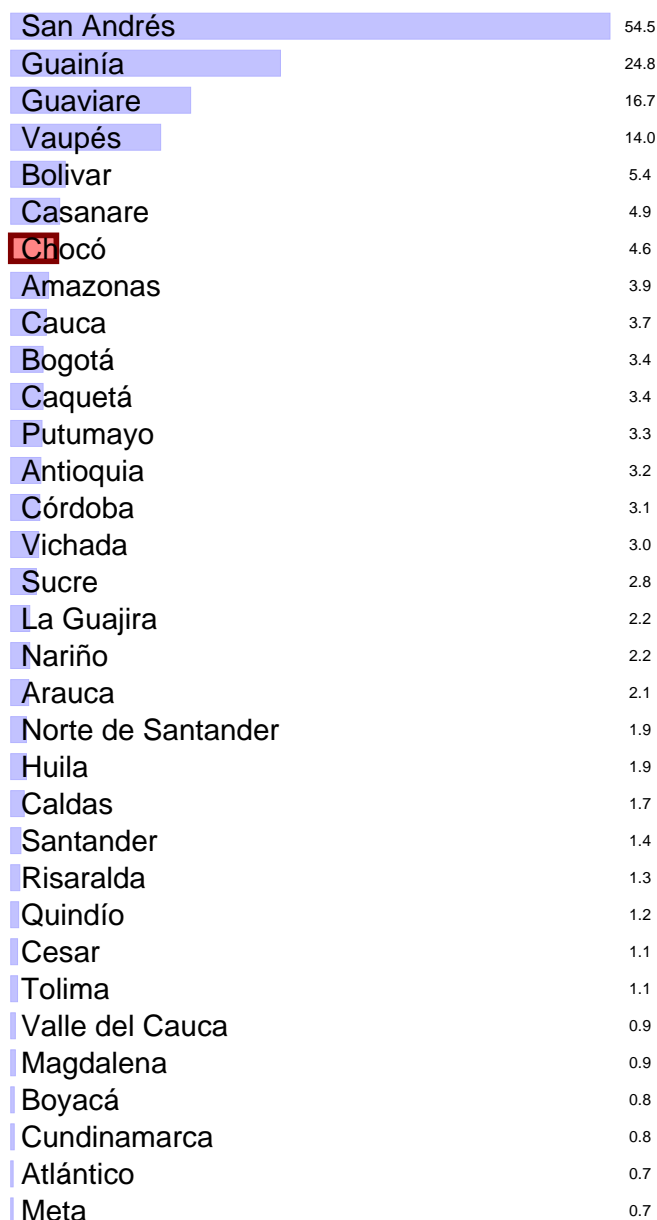 San Andrés 54.5
Guainía 24.8
Guaviare 16.7
Vaupés 14.0
Bolivar 5.4
Casanare 4.9
Chocó 4.6
Amazonas 3.9
Cauca 3.7
Bogotá 3.4
Caquetá 3.4
Putumayo 3.3
Antioquia 3.2
Córdoba 3.1
Vichada 3.0
Sucre 2.8
La Guajira 2.2
Nariño 2.2
Arauca 2.1
Norte de Santander 1.9
Huila 1.9
Caldas 1.7
Santander 1.4
Risaralda 1.3
Quindío 1.2
Cesar 1.1
Tolima 1.1
Valle del Cauca 0.9
Magdalena 0.9
Boyacá 0.8
Cundinamarca 0.8
Atlántico 0.7
Meta 0.7